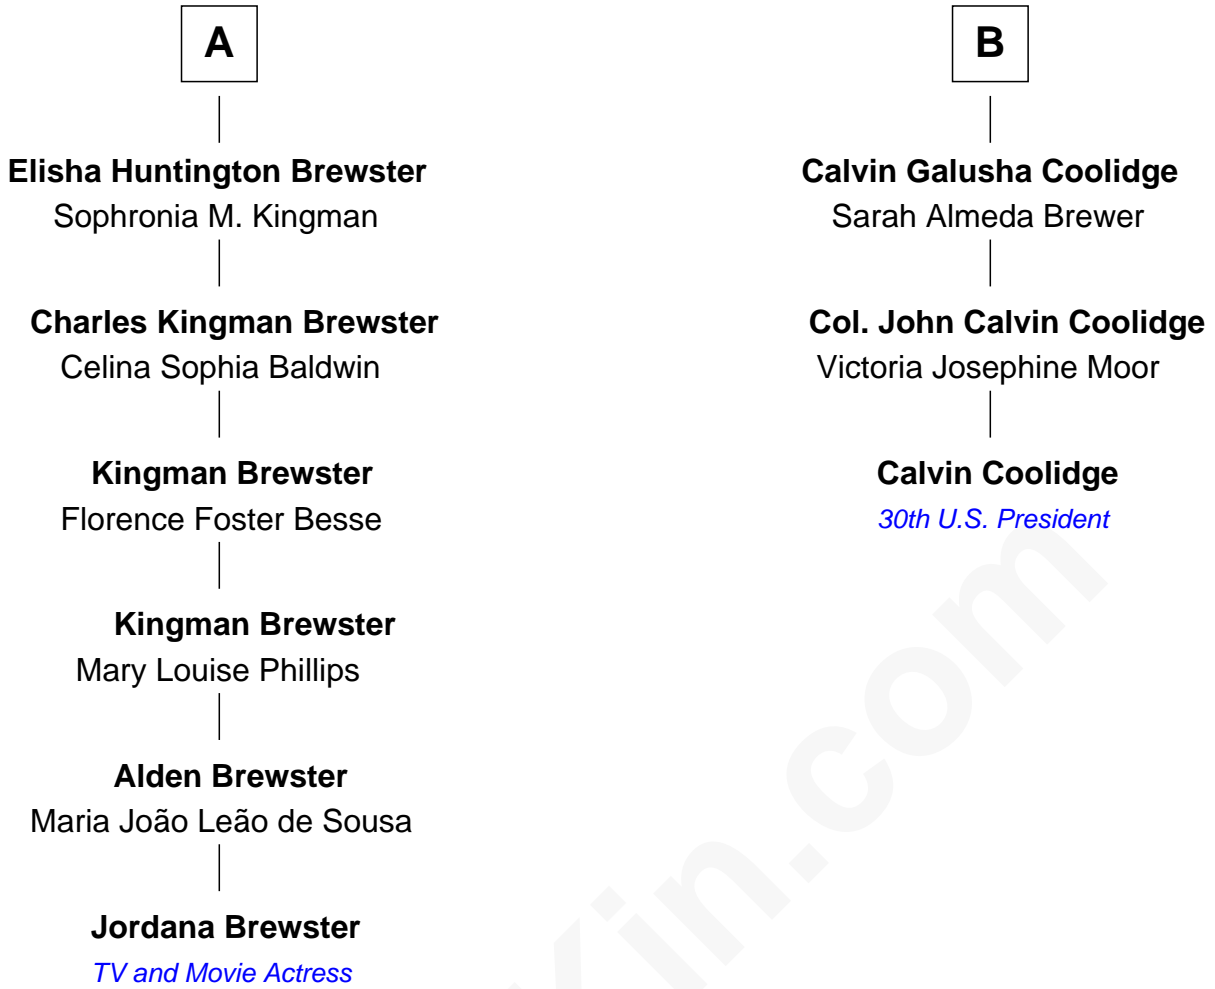 A
Elisha Huntington Brewster
Sophronia M. Kingman
Charles Kingman Brewster
Celina Sophia Baldwin
Kingman Brewster
Florence Foster Besse
Kingman Brewster
Mary Louise Phillips
Alden Brewster
Maria João Leão de Sousa
Jordana Brewster
TV and Movie Actress
B
Calvin Galusha Coolidge
Sarah Almeda Brewer
Col. John Calvin Coolidge
Victoria Josephine Moor
Calvin Coolidge
30th U.S. President
Kin.com